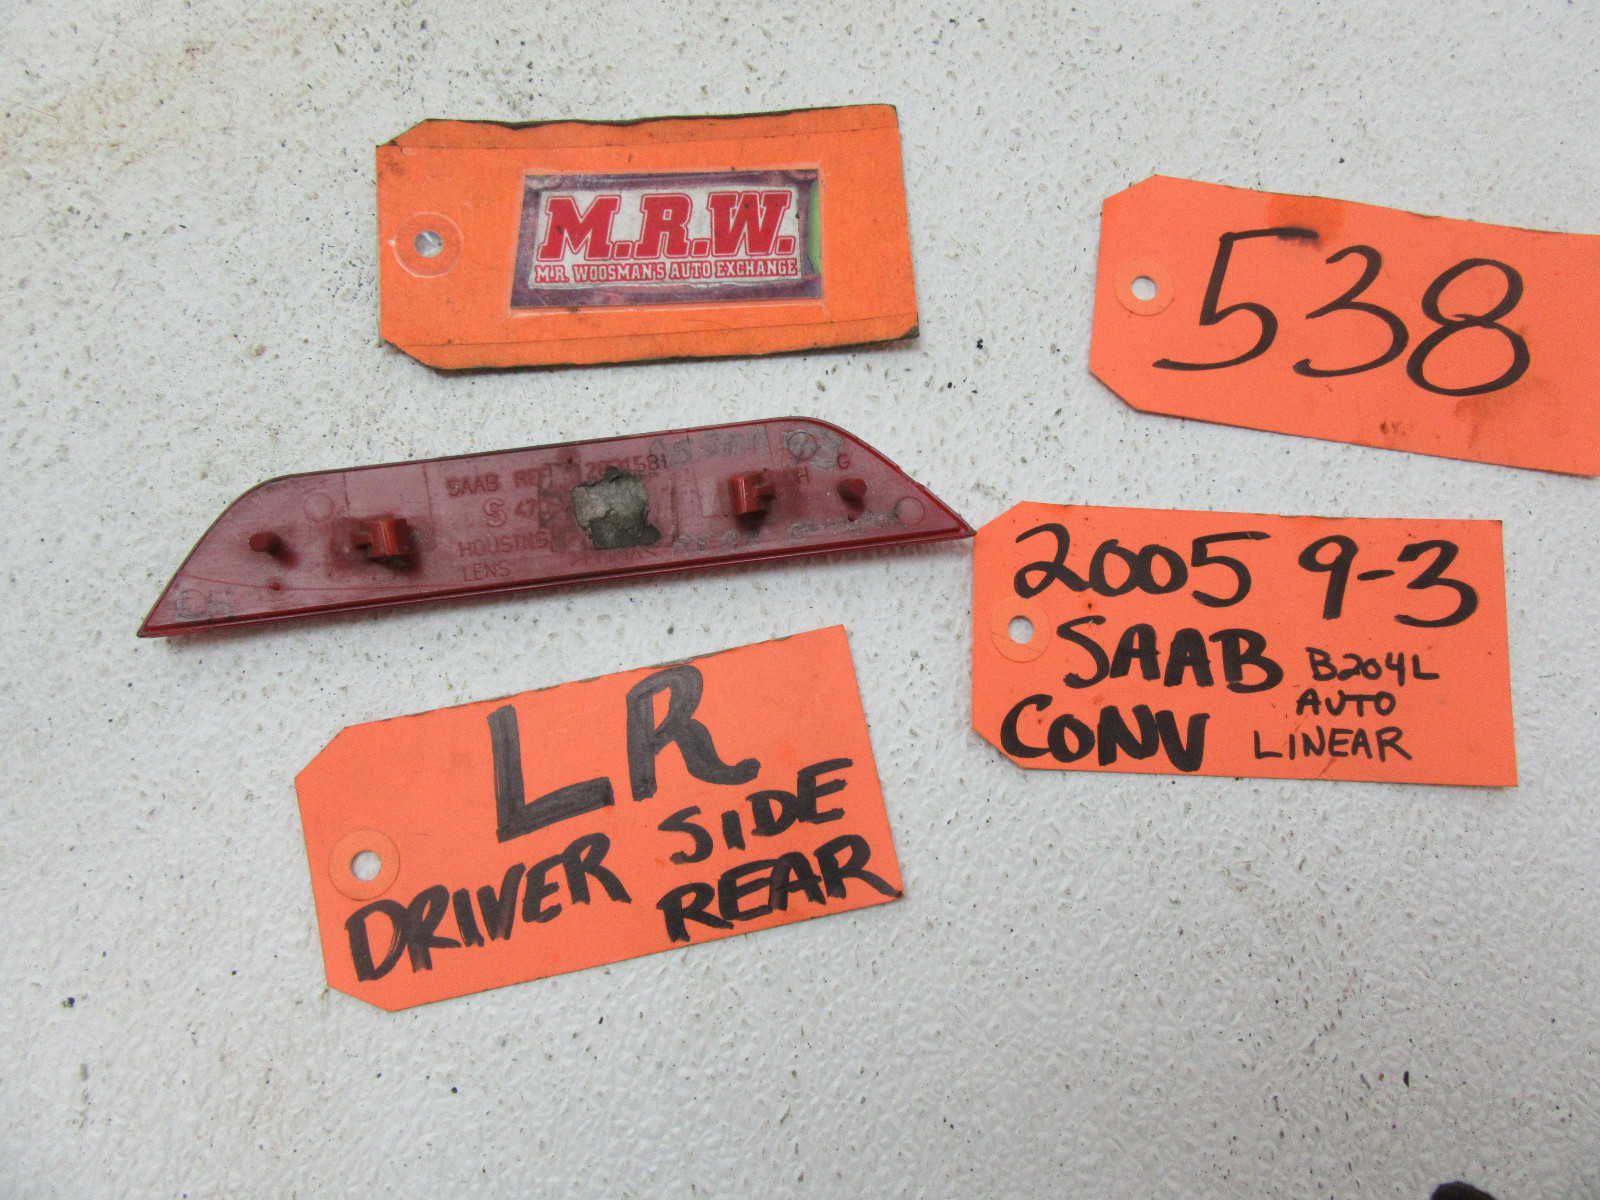 M.R.W.
M.R. WOOSMAN'S AUTO EXCHANGE
538
SAAB
S 47
HOUSING
LENS
G
H
2005 9-3
SAAB B204L
AUTO
CONV LINEAR
LR
DRIVER SIDE
REAR